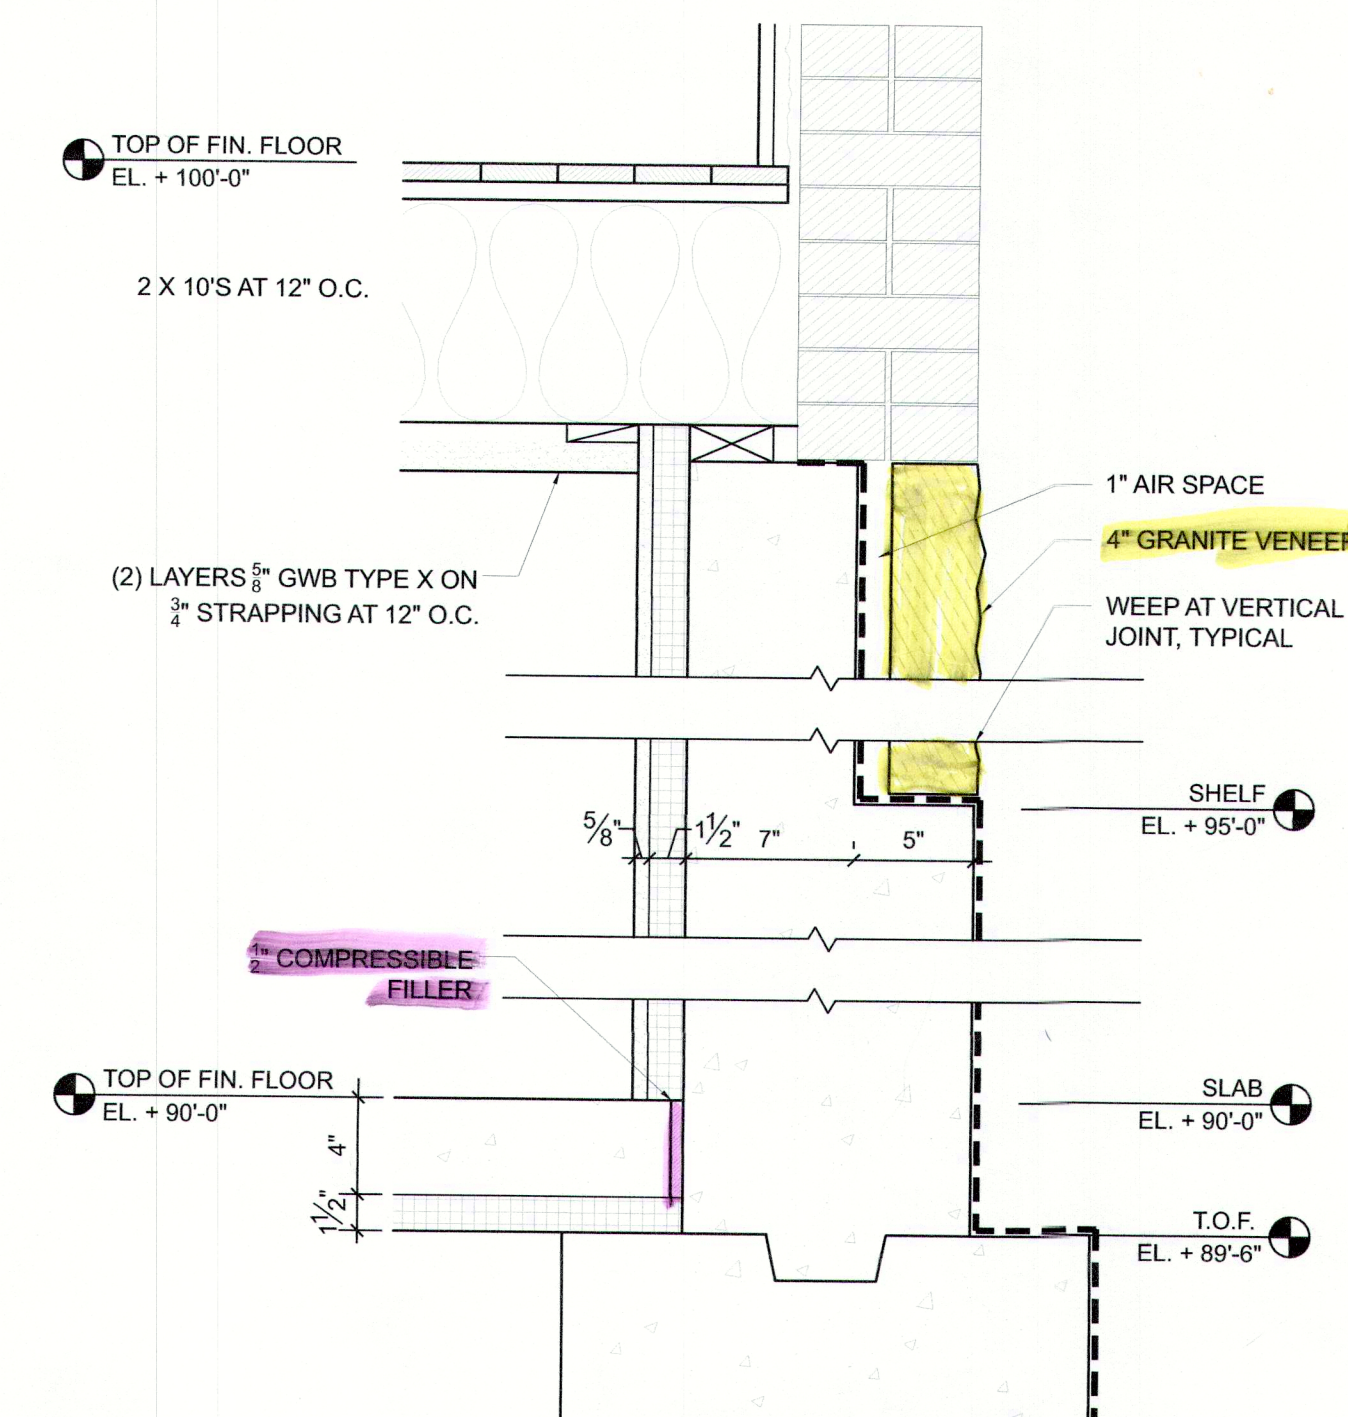 TOP OF FIN. FLOOR
EL. + 100'-0"
2 X 10'S AT 12" O.C.
1" AIR SPACE
4" GRANITE VENEER
(2) LAYERS 5/8" GWB TYPE X ON
3/4" STRAPPING AT 12" O.C.
WEEP AT VERTICAL
JOINT, TYPICAL
SHELF
EL. + 95'-0"
5/8" 1 1/2" 7" 5"
1/2" COMPRESSIBLE
FILLER
TOP OF FIN. FLOOR
EL. + 90'-0"
SLAB
EL. + 90'-0"
4"
1 1/2"
T.O.F.
EL. + 89'-6"